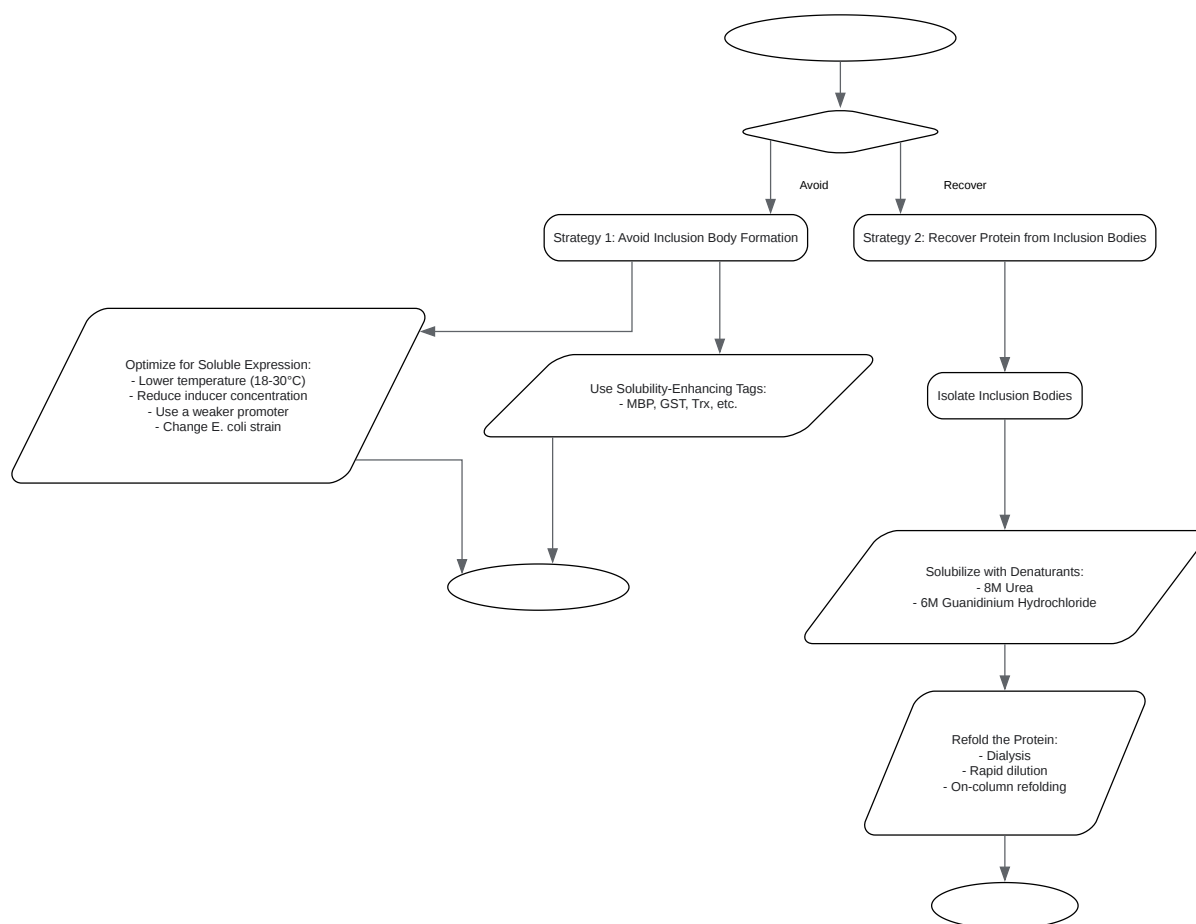 Avoid
Recover
Strategy 1: Avoid Inclusion Body Formation
Strategy 2: Recover Protein from Inclusion Bodies
Optimize for Soluble Expression:
- Lower temperature (18-30°C)
- Reduce inducer concentration
- Use a weaker promoter
- Change E. coli strain
Use Solubility-Enhancing Tags:
- MBP, GST, Trx, etc.
Isolate Inclusion Bodies
Solubilize with Denaturants:
- 8M Urea
- 6M Guanidinium Hydrochloride
Refold the Protein:
- Dialysis
- Rapid dilution
- On-column refolding